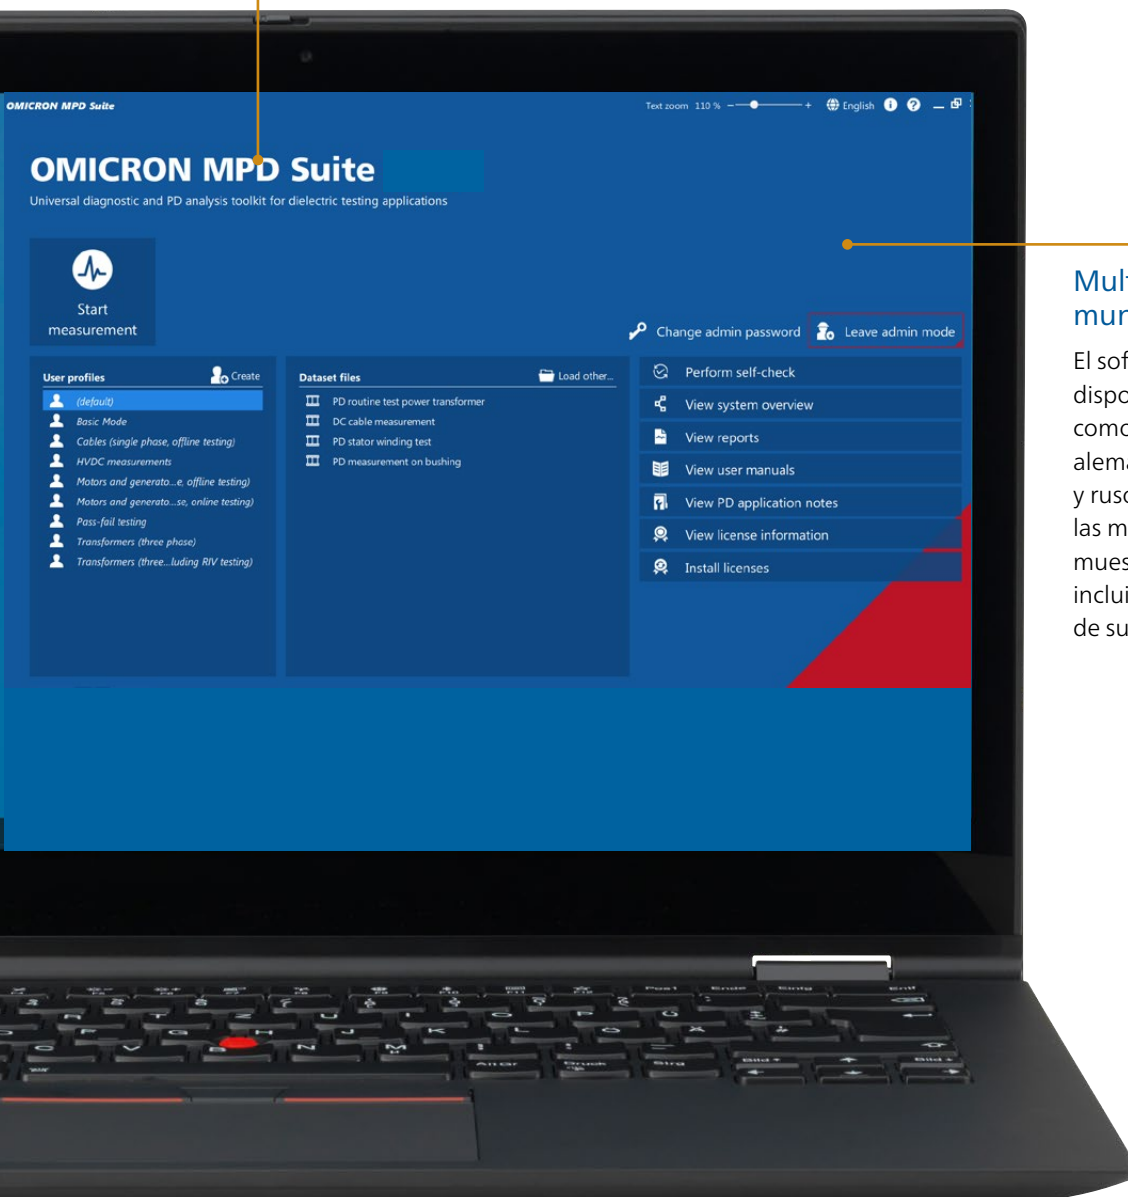 OMICRON MPD Suite
Text zoom 110 % − + English
OMICRON MPD Suite
Universal diagnostic and PD analysis toolkit for dielectric testing applications
Start
measurement
Change admin password
Leave admin mode
User profiles Create
(default)
Basic Mode
Cables (single phase, offline testing)
HVDC measurements
Motors and generato...e, offline testing)
Motors and generato...se, online testing)
Pass-fail testing
Transformers (three phase)
Transformers (three...luding RIV testing)
Dataset files Load other...
PD routine test power transformer
DC cable measurement
PD stator winding test
PD measurement on bushing
Perform self-check
View system overview
View reports
View user manuals
View PD application notes
View license information
Install licenses
Mult
mun
El sof
dispo
como
alema
y ruso
las m
mues
inclui
de su